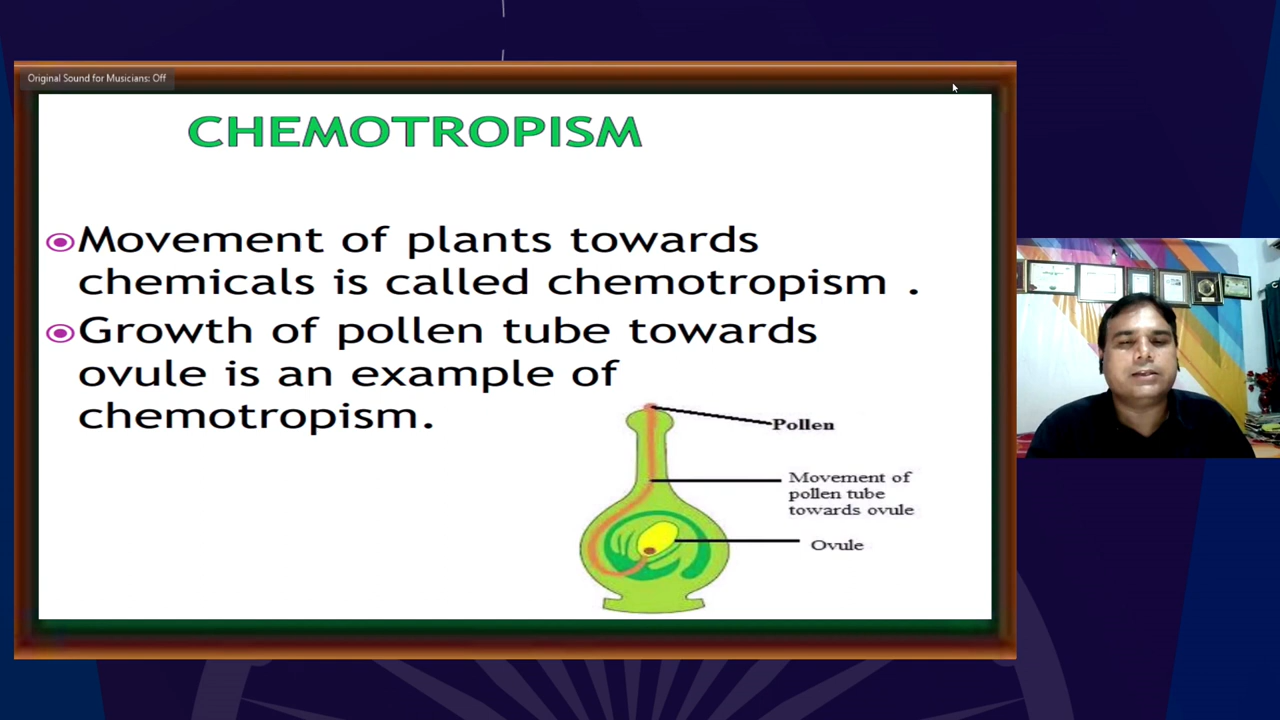 Original Sound for Musicians: Off
CHEMOTROPISM
Movement of plants towards
chemicals is called chemotropism .
Growth of pollen tube towards
ovule is an example of
chemotropism.
Pollen
Movement of
pollen tube
towards ovule
Ovule